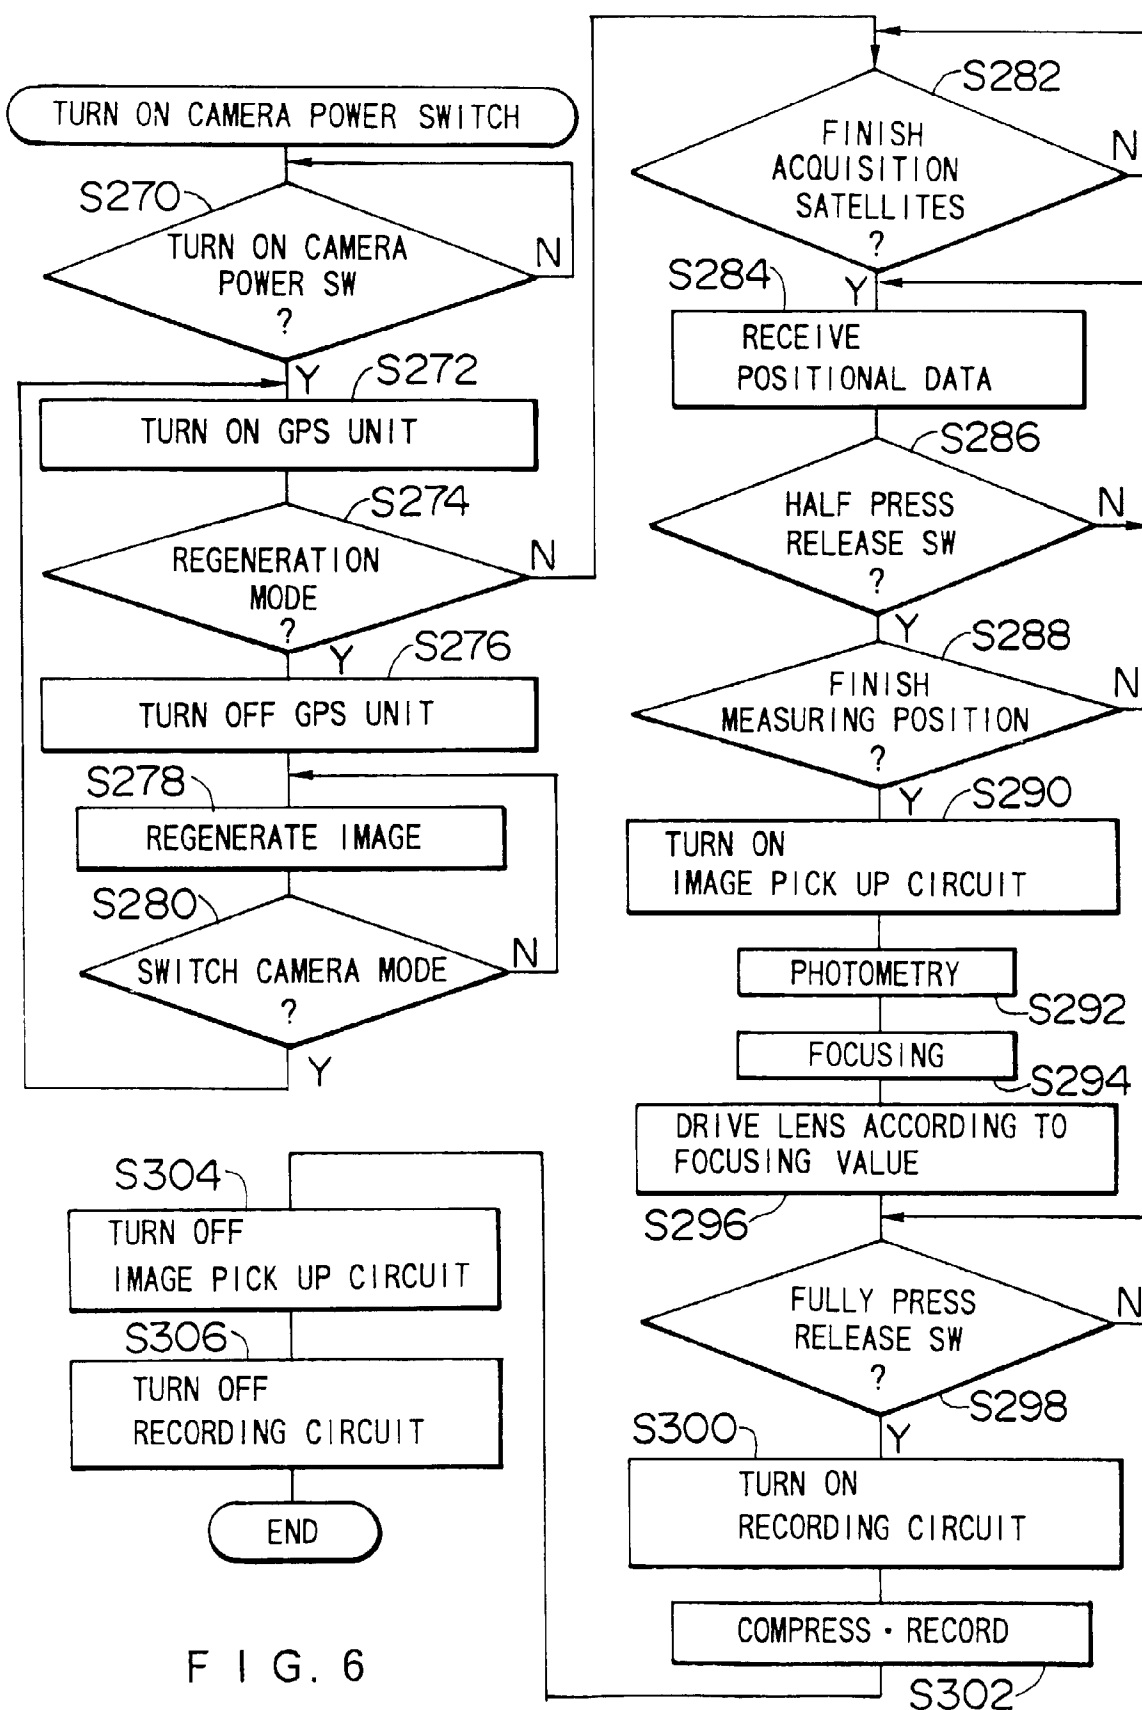 TURN ON CAMERA POWER SWITCH
S270
TURN ON CAMERA
POWER SW
?
N
Y
S272
TURN ON GPS UNIT
S274
REGENERATION
MODE
?
N
Y
S276
TURN OFF GPS UNIT
S278
REGENERATE IMAGE
S280
SWITCH CAMERA MODE
?
N
Y
S282
FINISH
ACQUISITION
SATELLITES
?
N
Y
S284
RECEIVE
POSITIONAL DATA
S286
HALF PRESS
RELEASE SW
?
N
Y
S288
FINISH
MEASURING POSITION
?
N
Y
S290
TURN ON
IMAGE PICK UP CIRCUIT
PHOTOMETRY
S292
FOCUSING
S294
DRIVE LENS ACCORDING TO
FOCUSING VALUE
S296
FULLY PRESS
RELEASE SW
?
N
S298
Y
S300
TURN ON
RECORDING CIRCUIT
COMPRESS・RECORD
S302
S304
TURN OFF
IMAGE PICK UP CIRCUIT
S306
TURN OFF
RECORDING CIRCUIT
END
FIG. 6